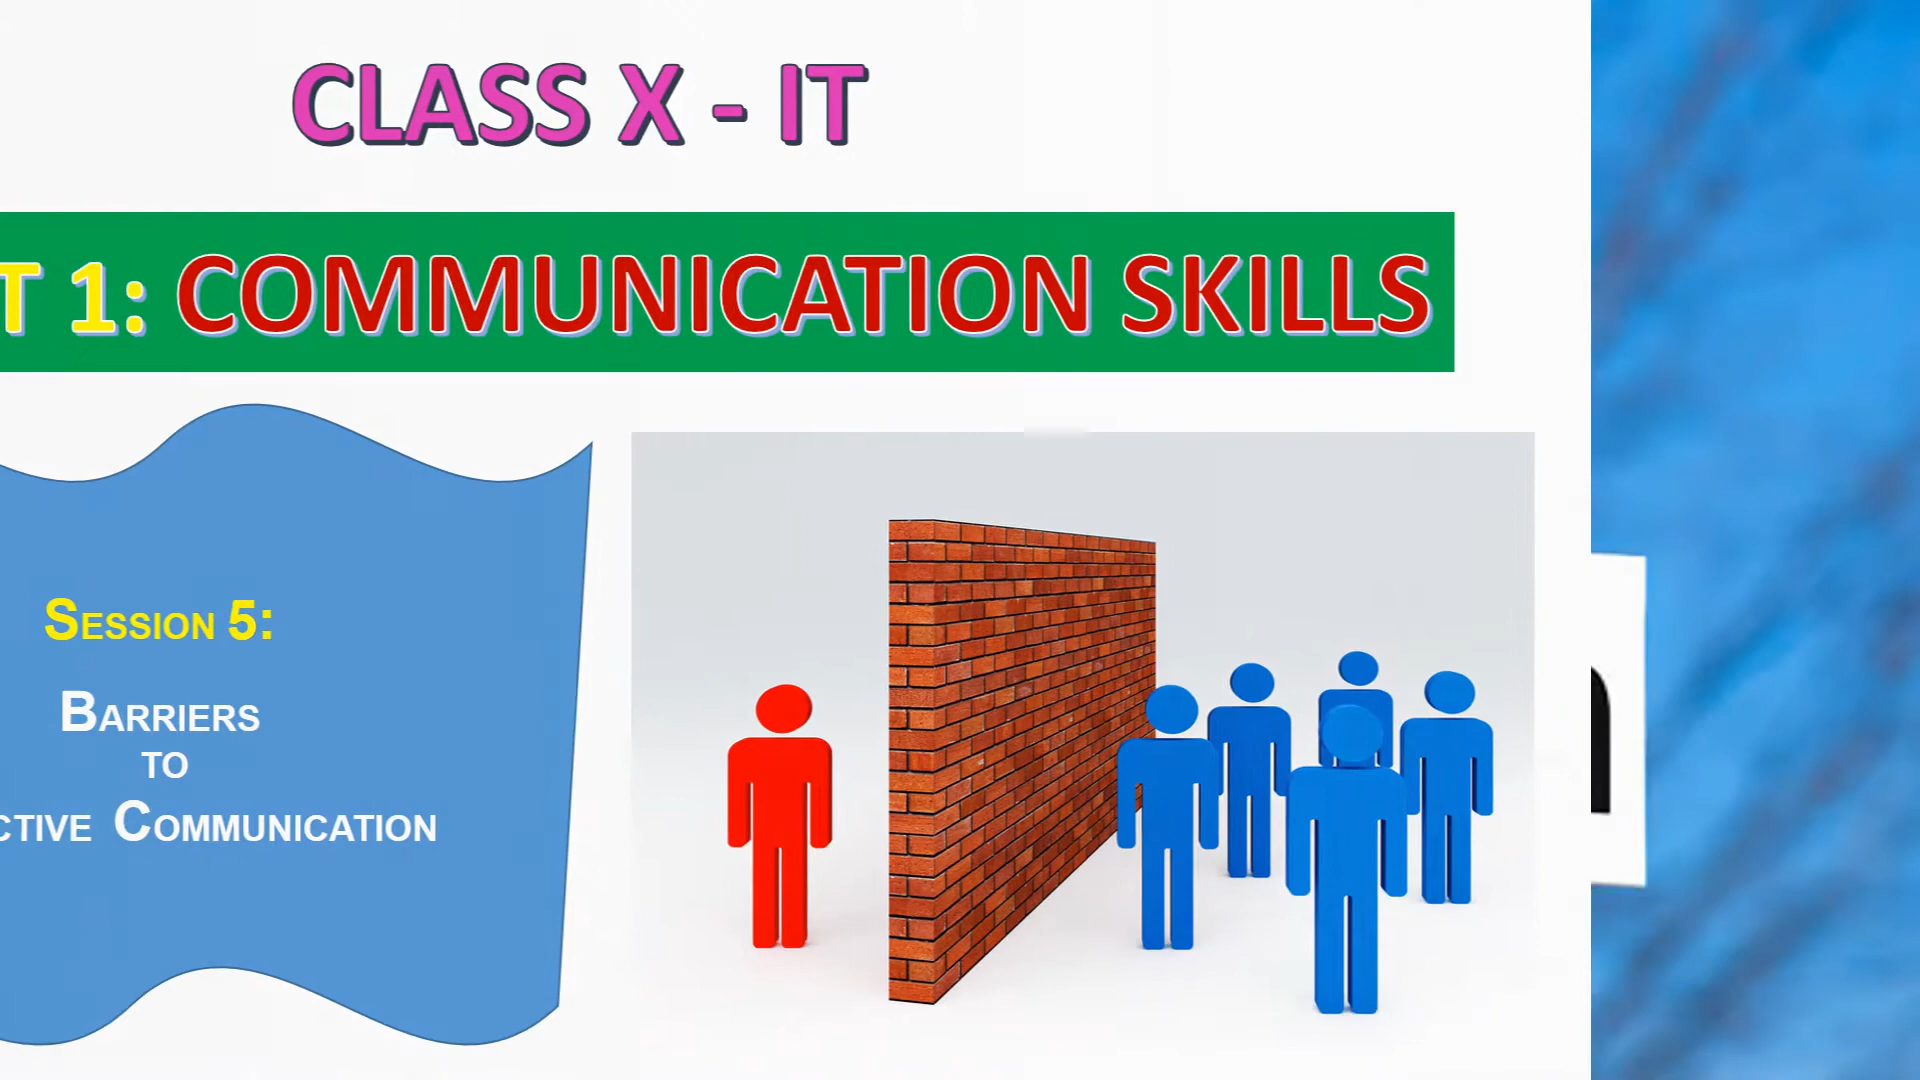 CLASS X - IT
T 1: COMMUNICATION SKILLS
SESSION 5:
BARRIERS
TO
CTIVE COMMUNICATION